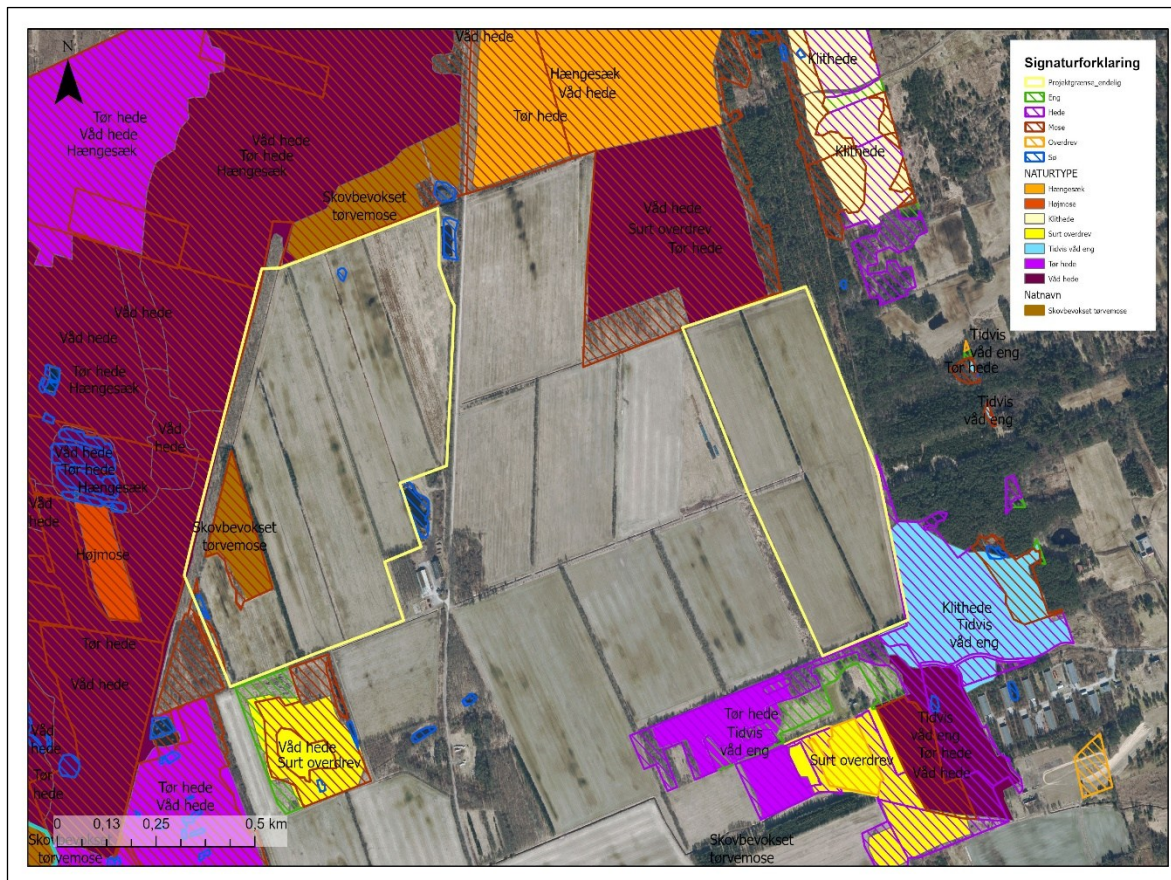 Våd hede
N
Hængesæk
Våd hede
Tør hede
Klithede
Klithede
Tør hede
Våd hede
Hængesæk
Våd hede
Tør hede
Hængesæk
Skovbevokset
tørvemose
Våd hede
Surt overdrev
Tør hede
Signaturforklaring
Projektgrænse_endelig
Eng
Hede
Mose
Overdrev
Sø
NATURTYPE
Hængesæk
Højmose
Klithede
Surt overdrev
Tidvis våd eng
Tør hede
Våd hede
Natnavn
Skovbevokset tørvemose
Våd hede
Våd hede
Tør hede
Hængesæk
Våd
hede
Våd hede
Tør hede
Hængesæk
Våd
hede
Højmose
Skovbevokset
tørvemose
Tidvis
våd eng
Tør hede
Tidvis
våd eng
Klithede
Tidvis
våd eng
Tør hede
Våd hede
Våd
hede
Tør
hede
Tør hede
Våd hede
Våd hede
Surt overdrev
Tør hede
Tidvis
våd eng
Surt overdrev
Tidvis
våd eng
Tør hede
Våd hede
0 0,13 0,25 0,5 km
Skovbevokset
tørvemose
Skovbevokset
tørvemose